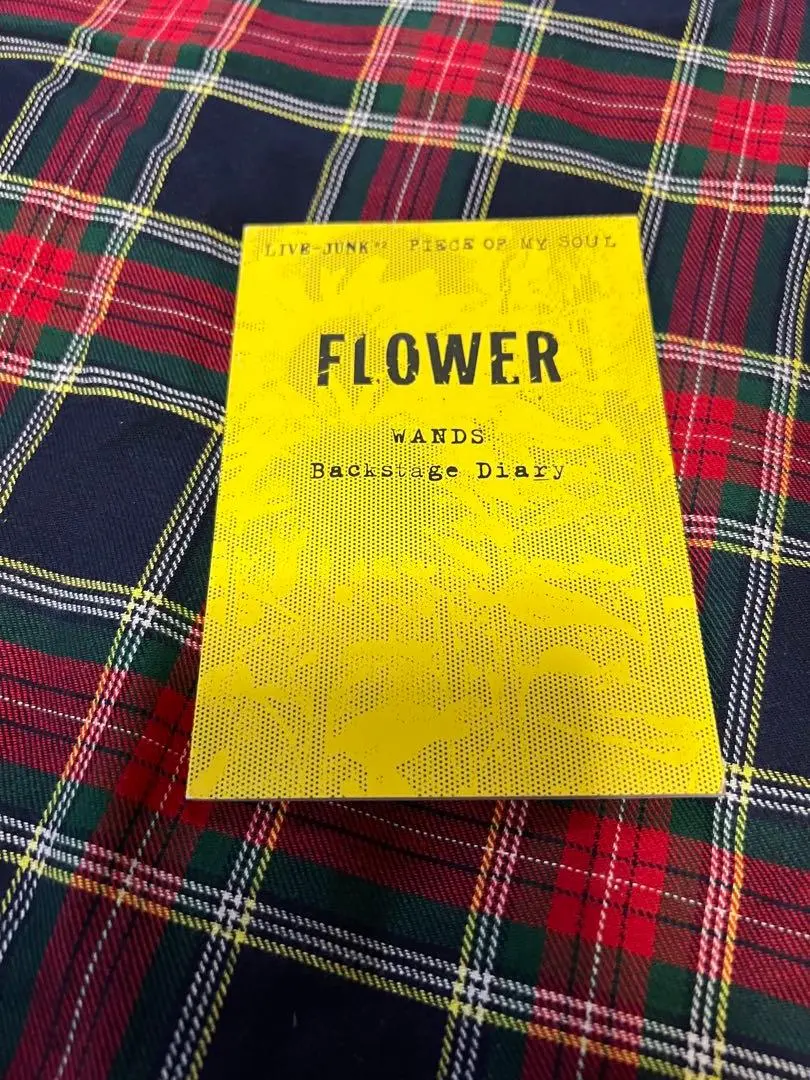 LIVE-JUNK #2 PIECE OF MY SOUL
FLOWER
WANDS
Backstage Diary